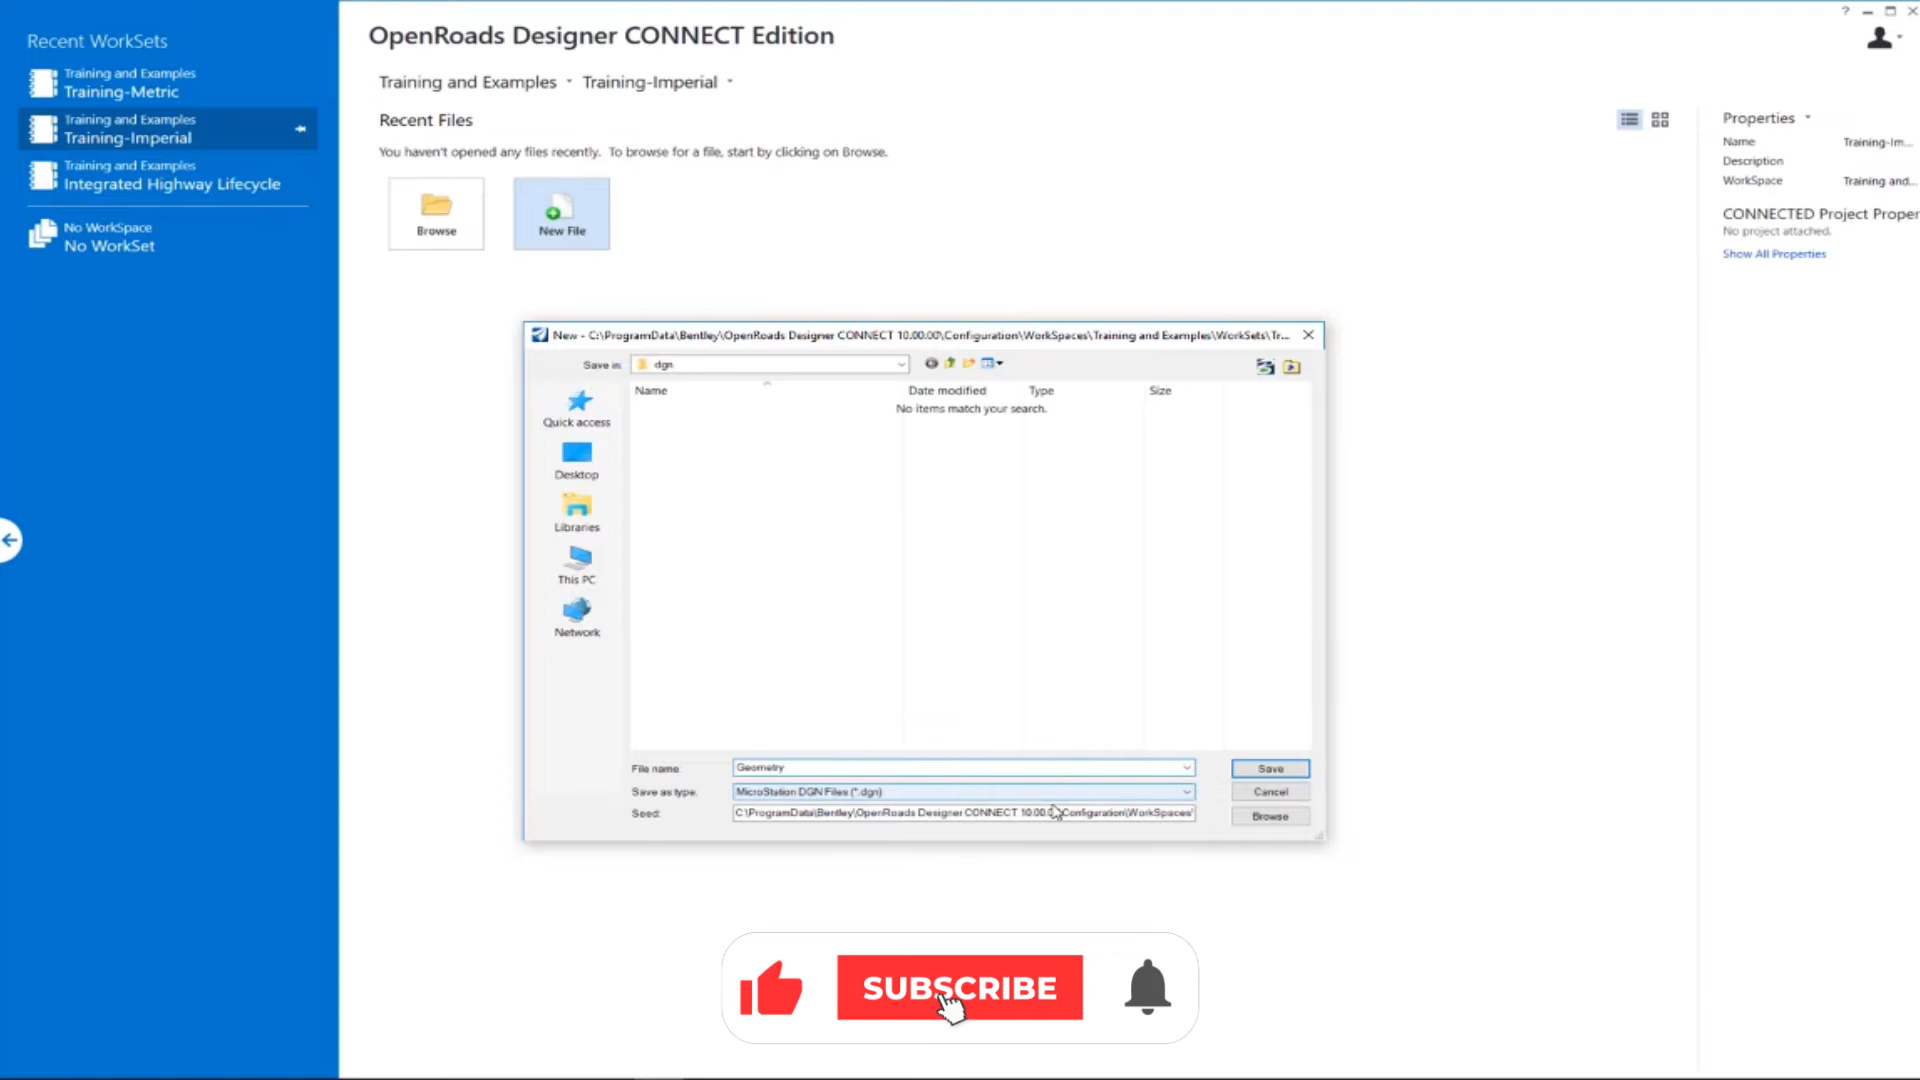 Recent WorkSets
Training and Examples
Training-Metric
Training and Examples
Training-Imperial
Training and Examples
Integrated Highway Lifecycle
No WorkSpace
No WorkSet
OpenRoads Designer CONNECT Edition
Training and Examples Training-Imperial
Recent Files
You haven't opened any files recently. To browse for a file, start by clicking on Browse.
Browse
New File
?
Properties
Name Training-Im...
Description
WorkSpace Training and...
CONNECTED Project Proper
No project attached.
Show All Properties
New - C:\ProgramData\Bentley\OpenRoads Designer CONNECT 10.00.00\Configuration\WorkSpaces\Training and Examples\WorkSets\Tr...
Save in: dgn
Name Date modified Type Size
No items match your search.
Quick access
Desktop
Libraries
This PC
Network
File name: Geometry Save
Save as type: MicroStation DGN Files (*.dgn) Cancel
Seed: C:\ProgramData\Bentley\OpenRoads Designer CONNECT 10.00.0 Configuration\WorkSpaces\ Browse
SUBSCRIBE